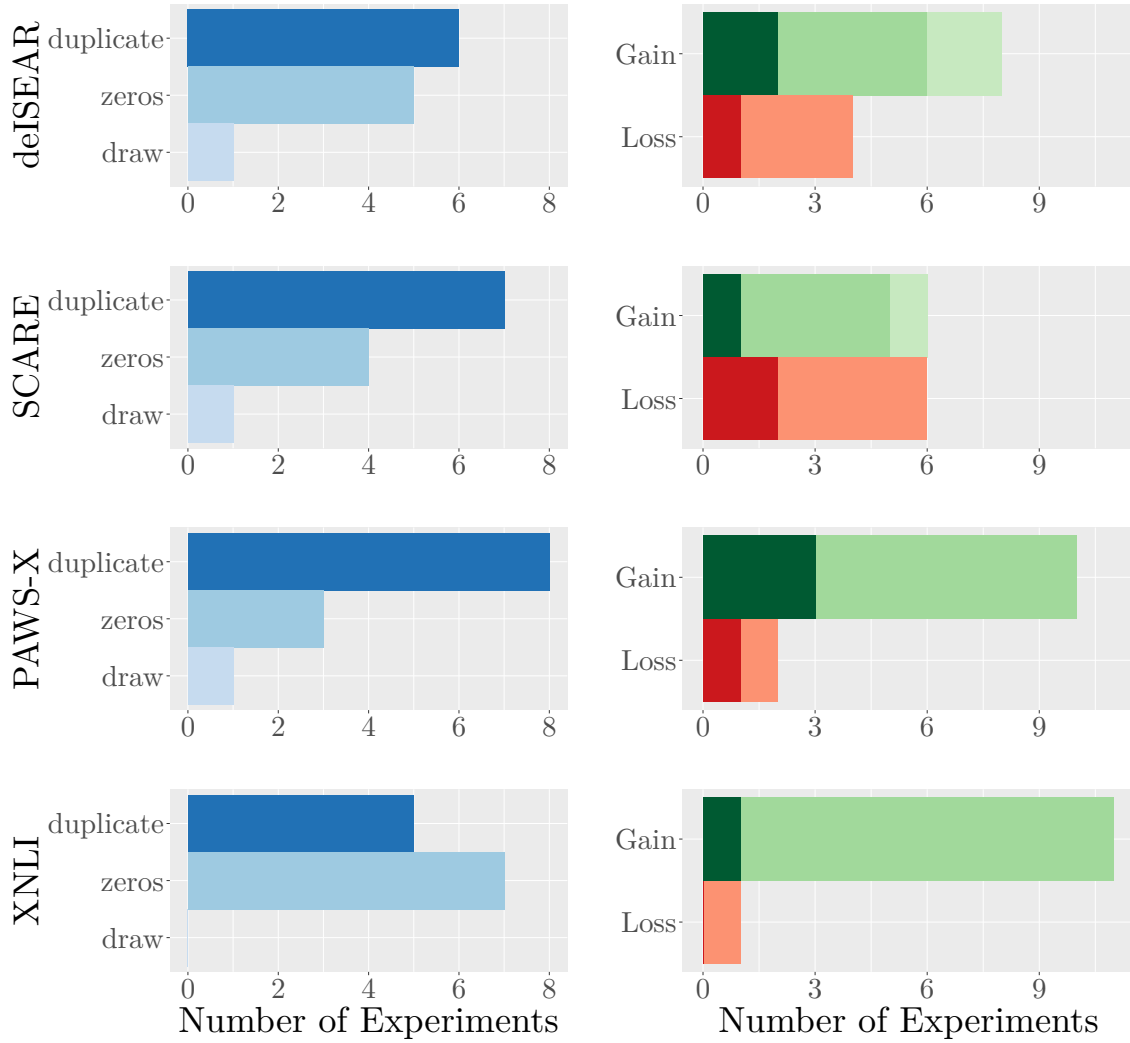 deISEAR
duplicate
zeros
draw
0 2 4 6 8
Gain
Loss
0 3 6 9
SCARE
duplicate
zeros
draw
0 2 4 6 8
Gain
Loss
0 3 6 9
PAWS-X
duplicate
zeros
draw
0 2 4 6 8
Gain
Loss
0 3 6 9
XNLI
duplicate
zeros
draw
0 2 4 6 8
Number of Experiments
Gain
Loss
0 3 6 9
Number of Experiments